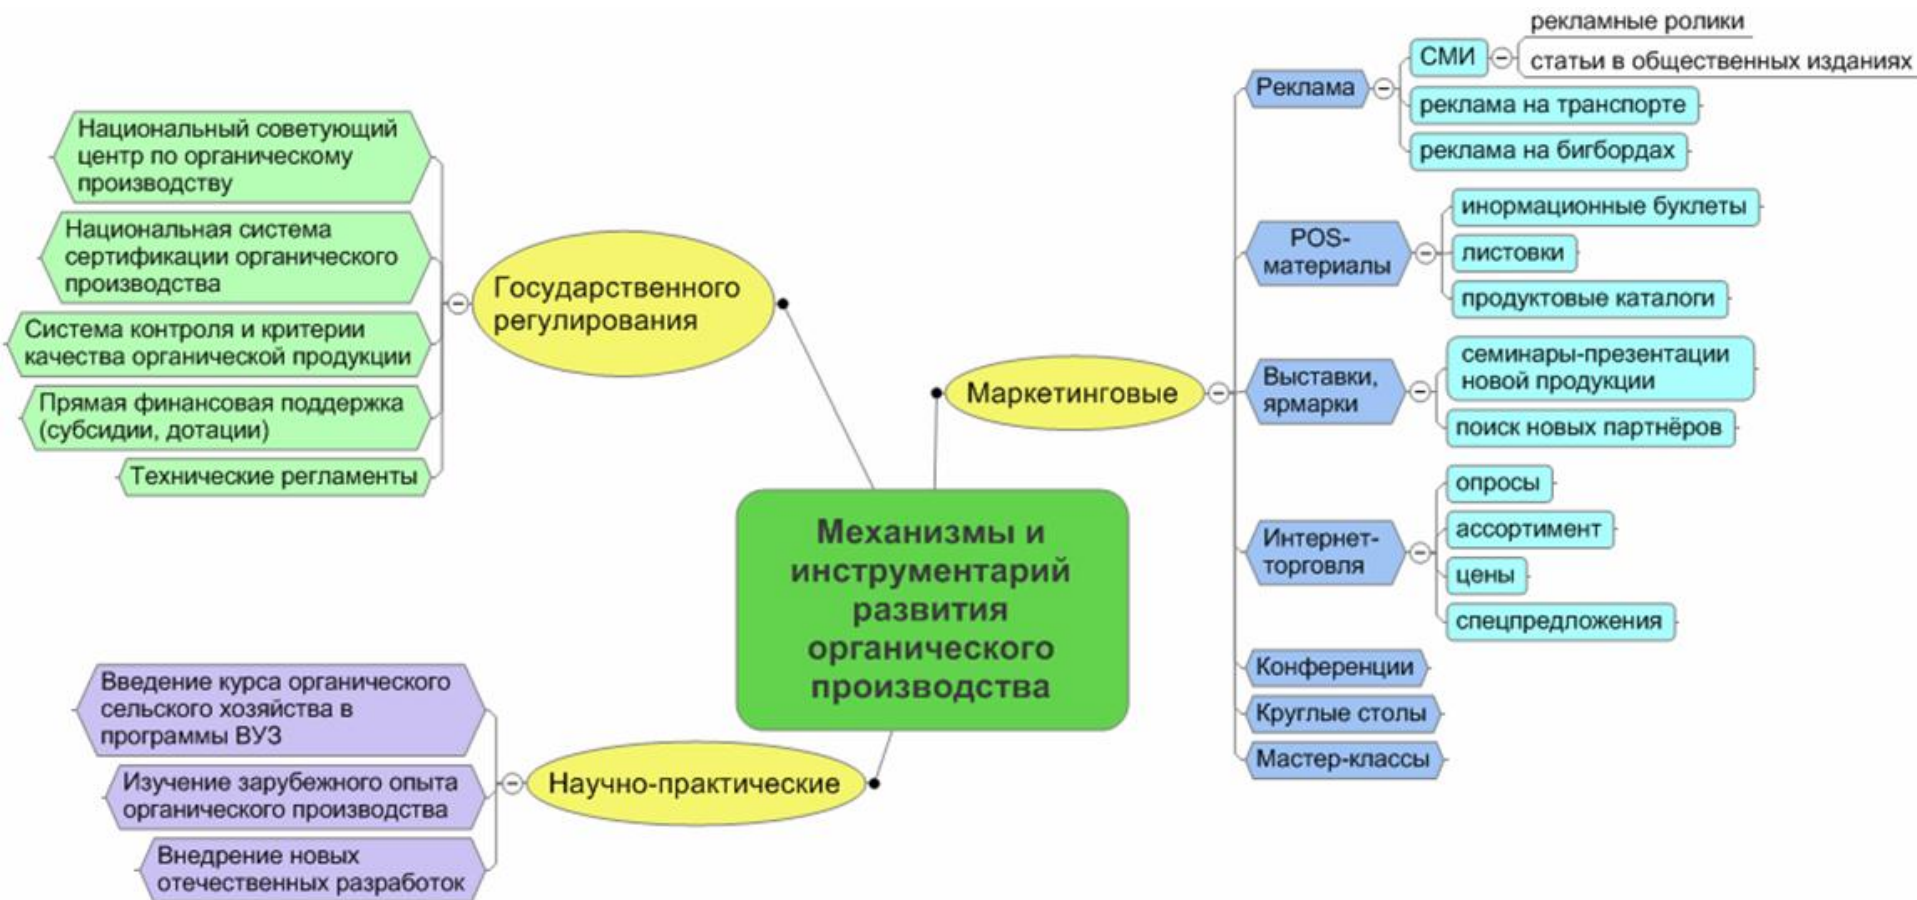 Механизмы и
инструментарий
развития
органического
производства
Государственного
регулирования
Национальный советующий
центр по органическому
производству
Национальная система
сертификации органического
производства
Система контроля и критерии
качества органической продукции
Прямая финансовая поддержка
(субсидии, дотации)
Технические регламенты
Маркетинговые
Реклама
СМИ
рекламные ролики
статьи в общественных изданиях
реклама на транспорте
реклама на бигбордах
POS-
материалы
инормационные буклеты
листовки
продуктовые каталоги
Выставки,
ярмарки
семинары-презентации
новой продукции
поиск новых партнёров
Интернет-
торговля
опросы
ассортимент
цены
спецпредложения
Конференции
Круглые столы
Мастер-классы
Научно-практические
Введение курса органического
сельского хозяйства в
программы ВУЗ
Изучение зарубежного опыта
органического производства
Внедрение новых
отечественных разработок